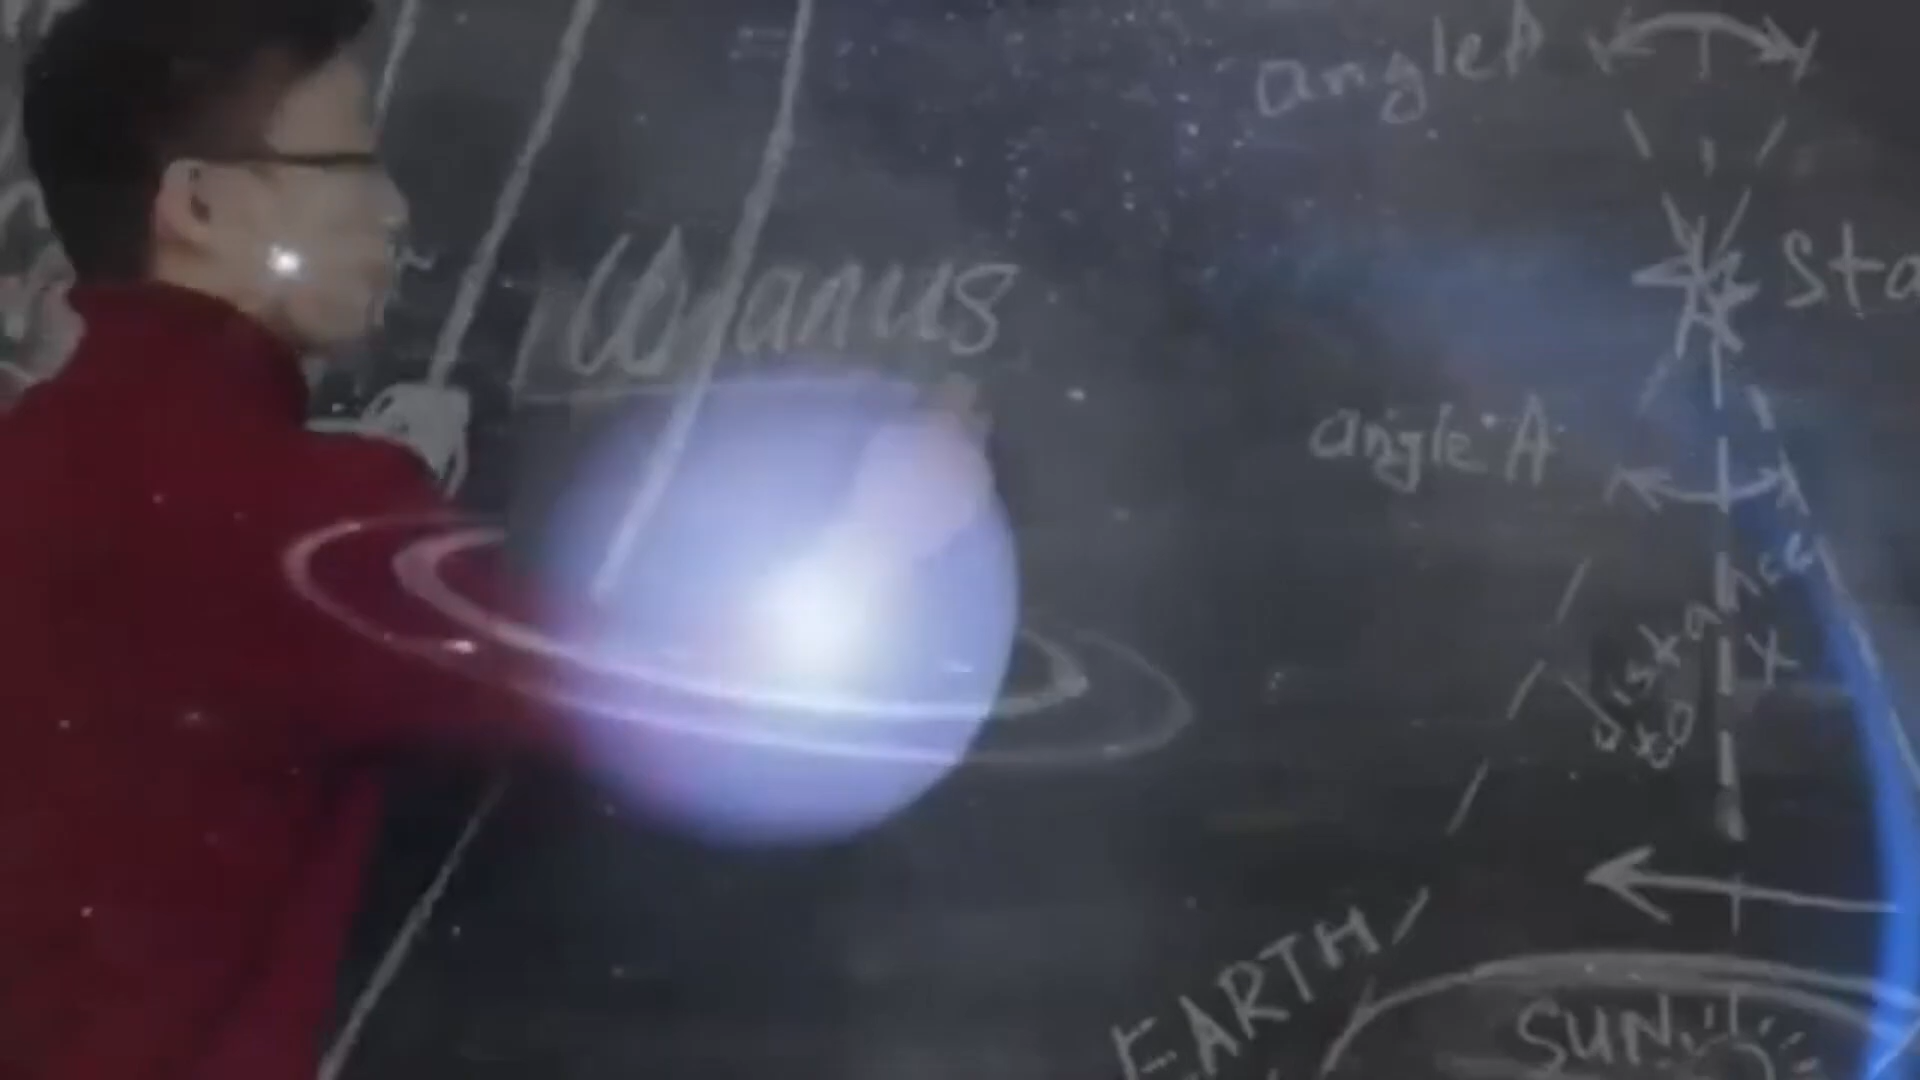 angle A
Sta
Uranus
angle A
distance
to X
EARTH
SUN